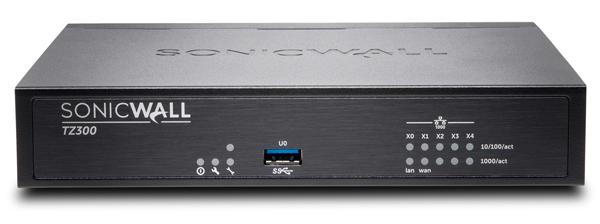 SONICWALL
SONICWALL
TZ300
U0
SS
1000
X0 X1 X2 X3 X4
10/100/act
1000/act
lan wan